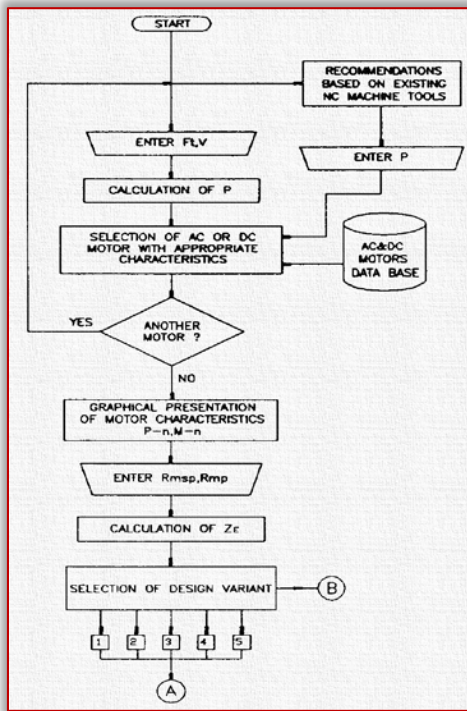 START
RECOMMENDATIONS
BASED ON EXISTING
NC MACHINE TOOLS
ENTER Ft,V
ENTER P
CALCULATION OF P
SELECTION OF AC OR DC
MOTOR WITH APPROPRIATE
CHARACTERISTICS
AC&DC
MOTORS
DATA BASE
YES
ANOTHER
MOTOR ?
NO
GRAPHICAL PRESENTATION
OF MOTOR CHARACTERISTICS
P-n,M-n
ENTER Rmsp,Rmp
CALCULATION OF Zε
SELECTION OF DESIGN VARIANT
B
1 2 3 4 5
A